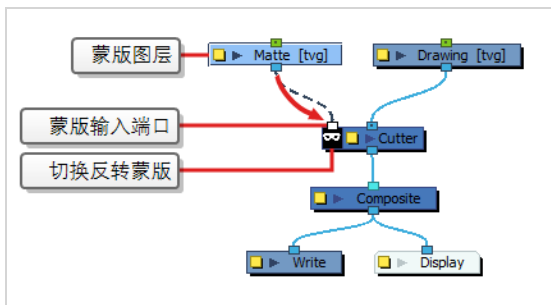 蒙版图层
Matte [tvg]
Drawing [tvg]
蒙版输入端口
Cutter
切换反转蒙版
Composite
Write
Display